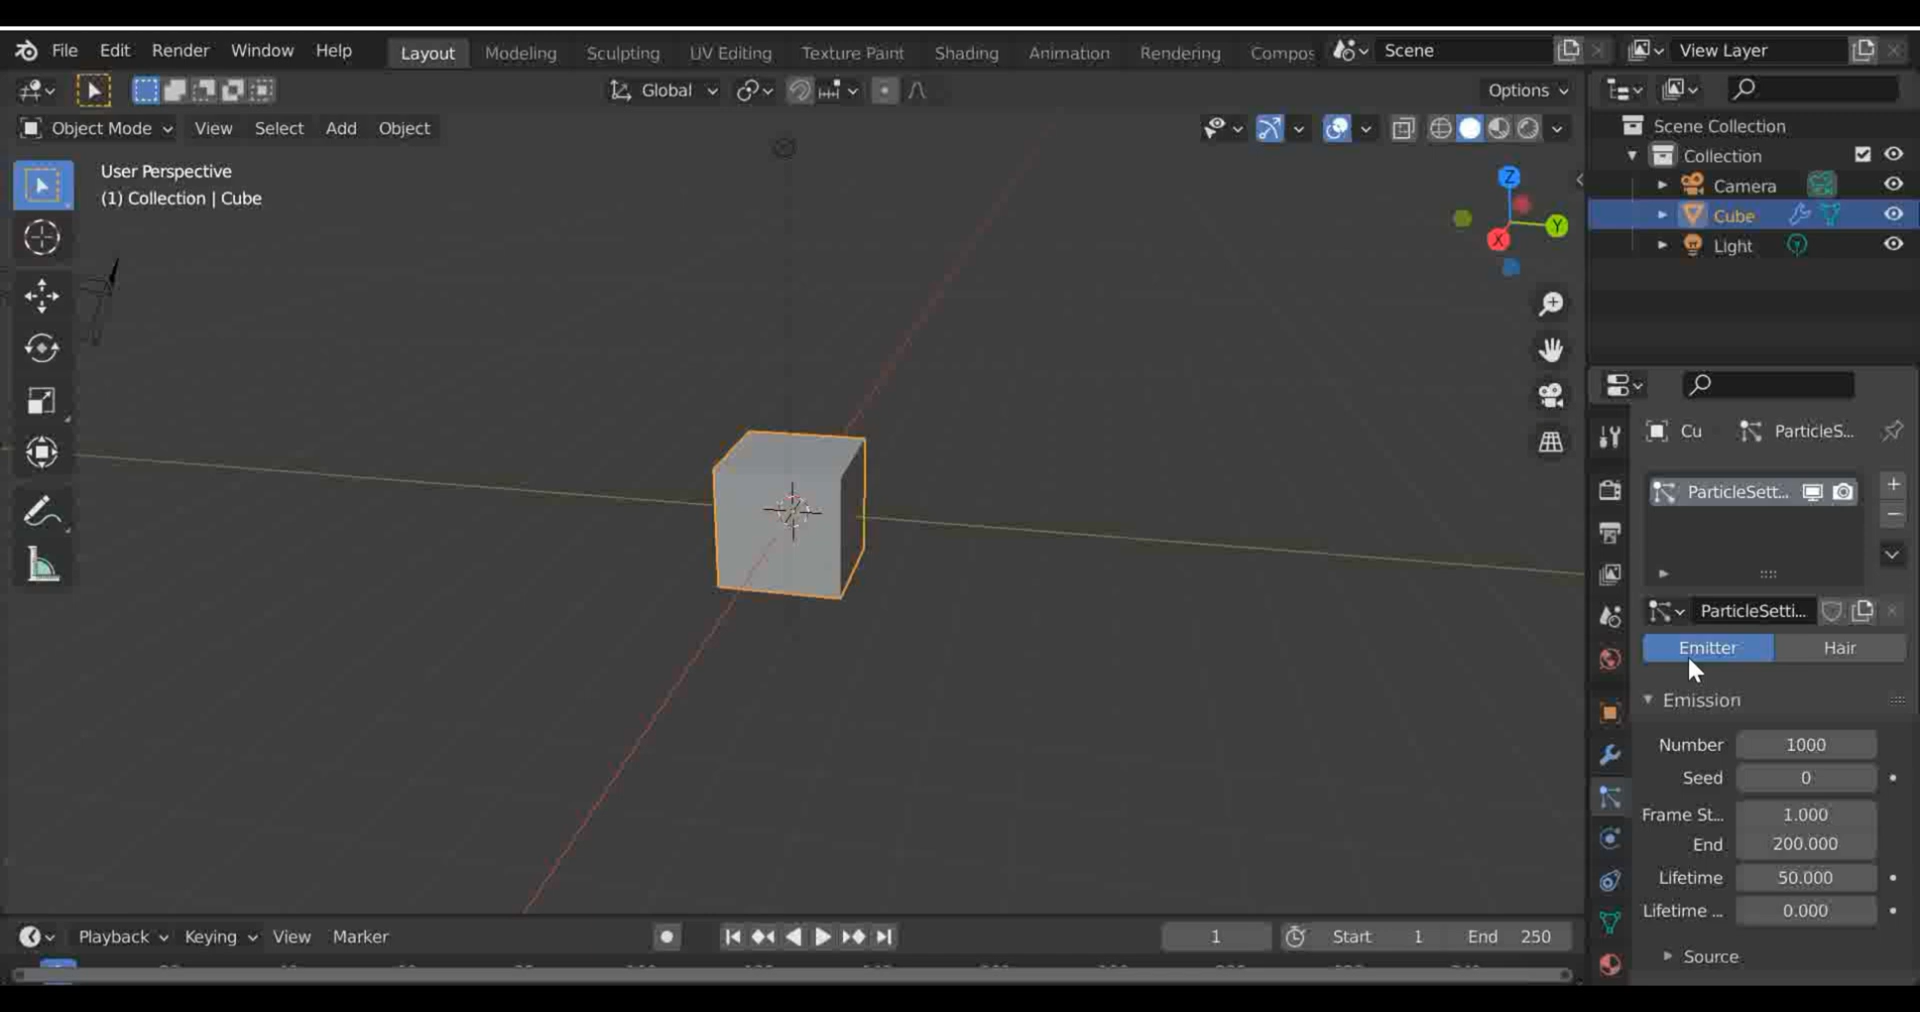 File Edit Render Window Help Layout Modeling Sculpting UV Editing Texture Paint Shading Animation Rendering Compos Scene View Layer
Global Options
Object Mode View Select Add Object
User Perspective
(1) Collection | Cube
Z
Y
X
Scene Collection
Collection
Camera
Cube
Light
Cu ParticleS...
ParticleSett...
ParticleSetti...
Emitter Hair
Emission
Number 1000
Seed 0
Frame St... 1.000
End 200.000
Lifetime 50.000
Lifetime ... 0.000
Source
Playback Keying View Marker 1 Start 1 End 250